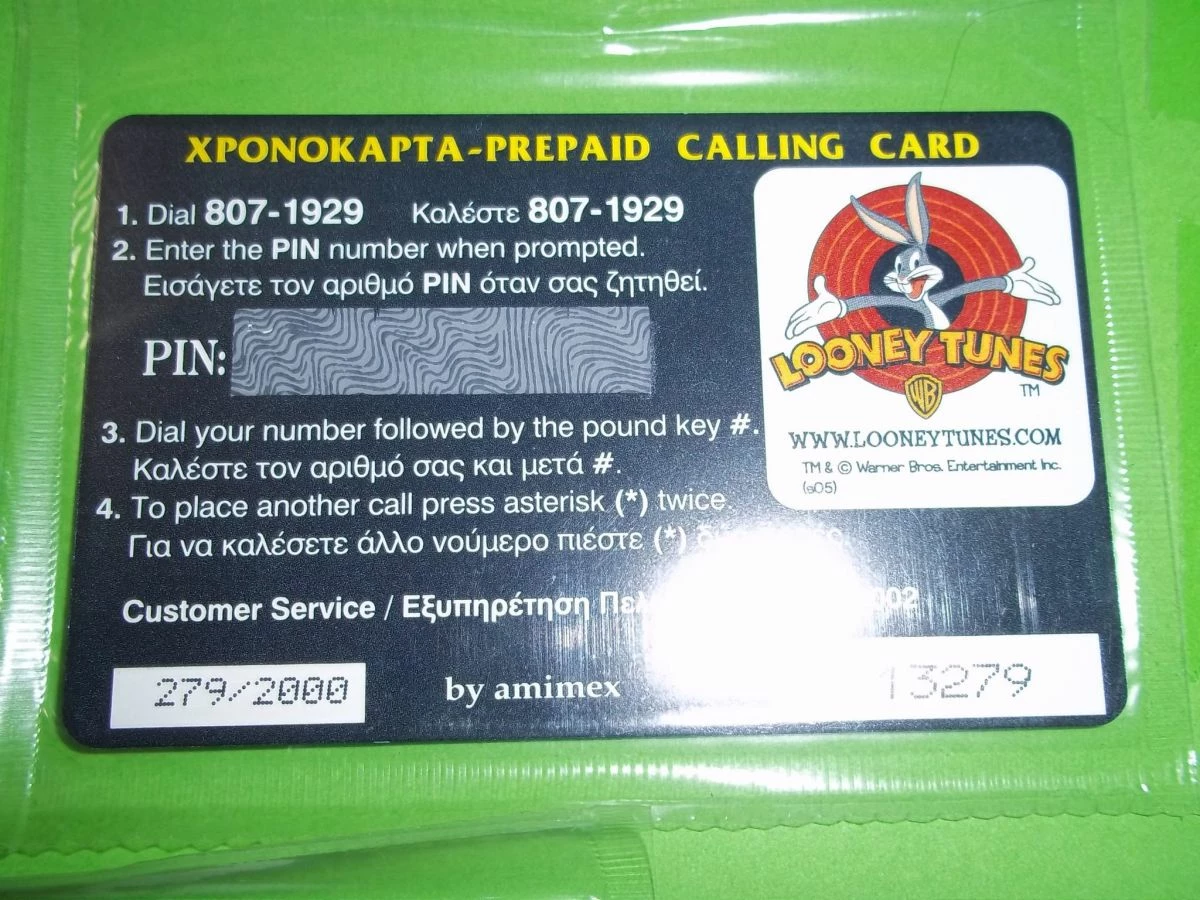 ΧΡΟΝΟΚΑΡΤΑ-PREPAID CALLING CARD
1. Dial 807-1929 Καλέστε 807-1929
2. Enter the PIN number when prompted.
Εισάγετε τον αριθμό PIN όταν σας ζητηθεί.
PIN:
3. Dial your number followed by the pound key #.
Καλέστε τον αριθμό σας και μετά #.
4. To place another call press asterisk (*) twice.
Για να καλέσετε άλλο νούμερο πιέστε (*)
Customer Service / Εξυπηρέτηση
279/2000
by amimex
13279
LOONEY TUNES
WB
TM
WWW.LOONEYTUNES.COM
TM & © Warner Bros. Entertainment Inc.
(s05)